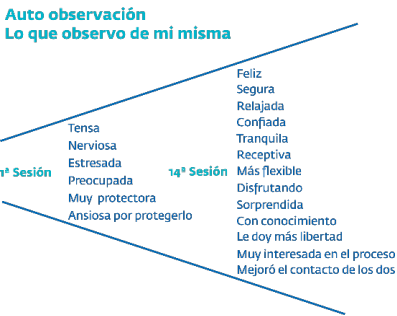 Auto observación
Lo que observo de mi misma
1ª Sesión
Tensa
Nerviosa
Estresada
Preocupada
Muy protectora
Ansiosa por protegerlo
14ª Sesión
Feliz
Segura
Relajada
Confiada
Tranquila
Receptiva
Más flexible
Disfrutando
Sorprendida
Con conocimiento
Le doy más libertad
Muy interesada en el proceso
Mejoró el contacto de los dos